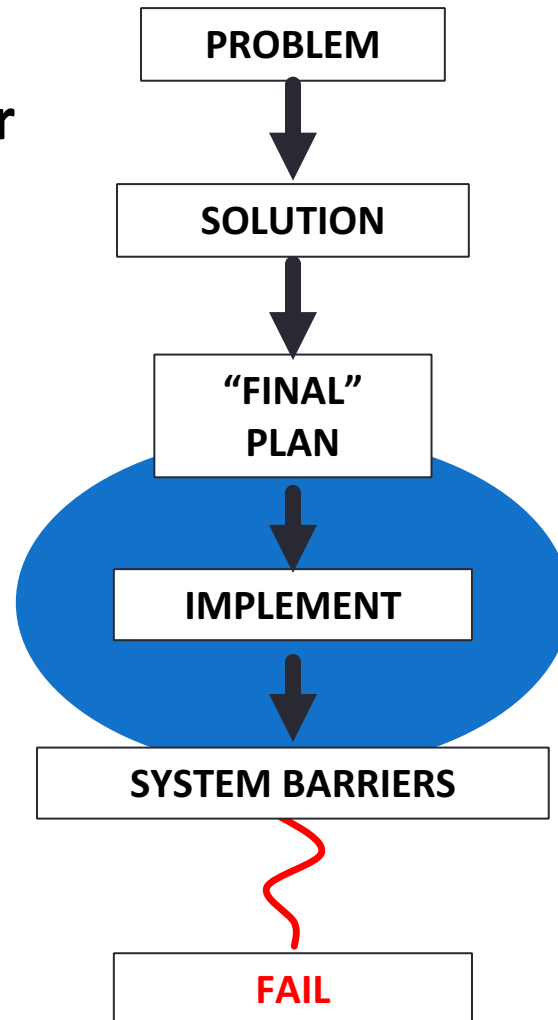 PROBLEM
r
SOLUTION
“FINAL”
PLAN
IMPLEMENT
SYSTEM BARRIERS
FAIL